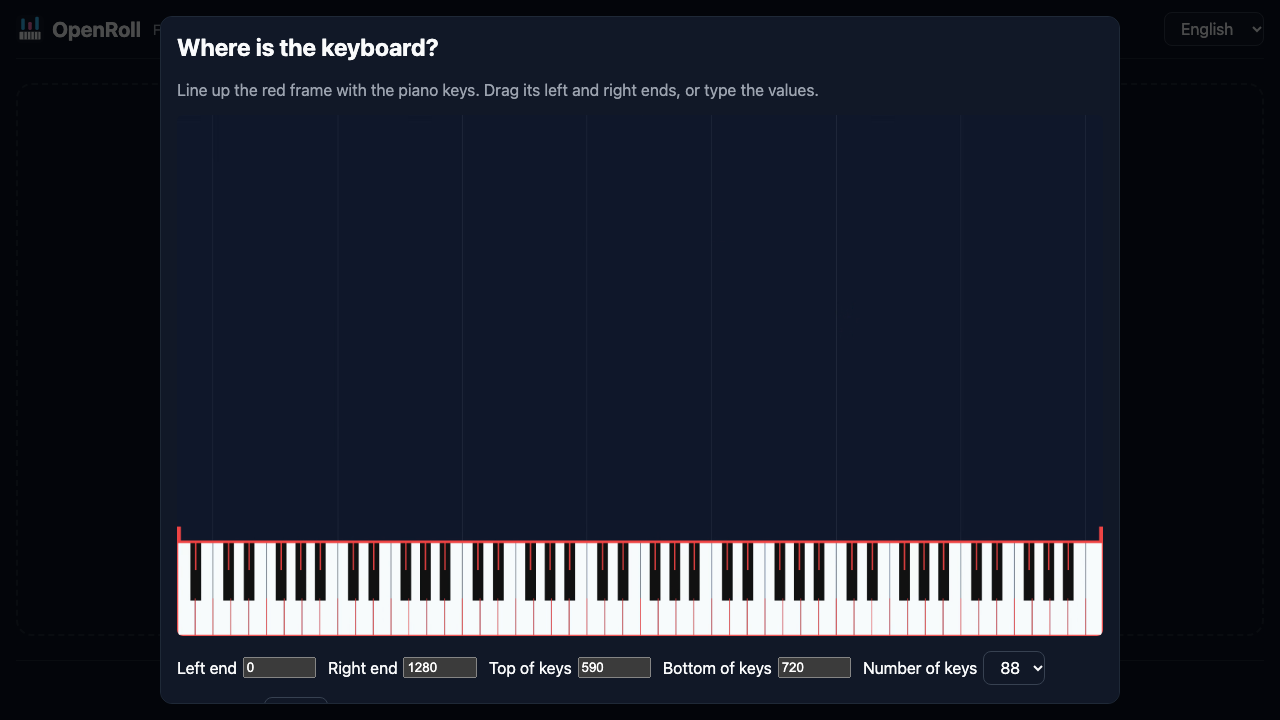 OpenRoll
English
Where is the keyboard?
Line up the red frame with the piano keys. Drag its left and right ends, or type the values.
Left end 0 Right end 1280 Top of keys 590 Bottom of keys 720 Number of keys 88